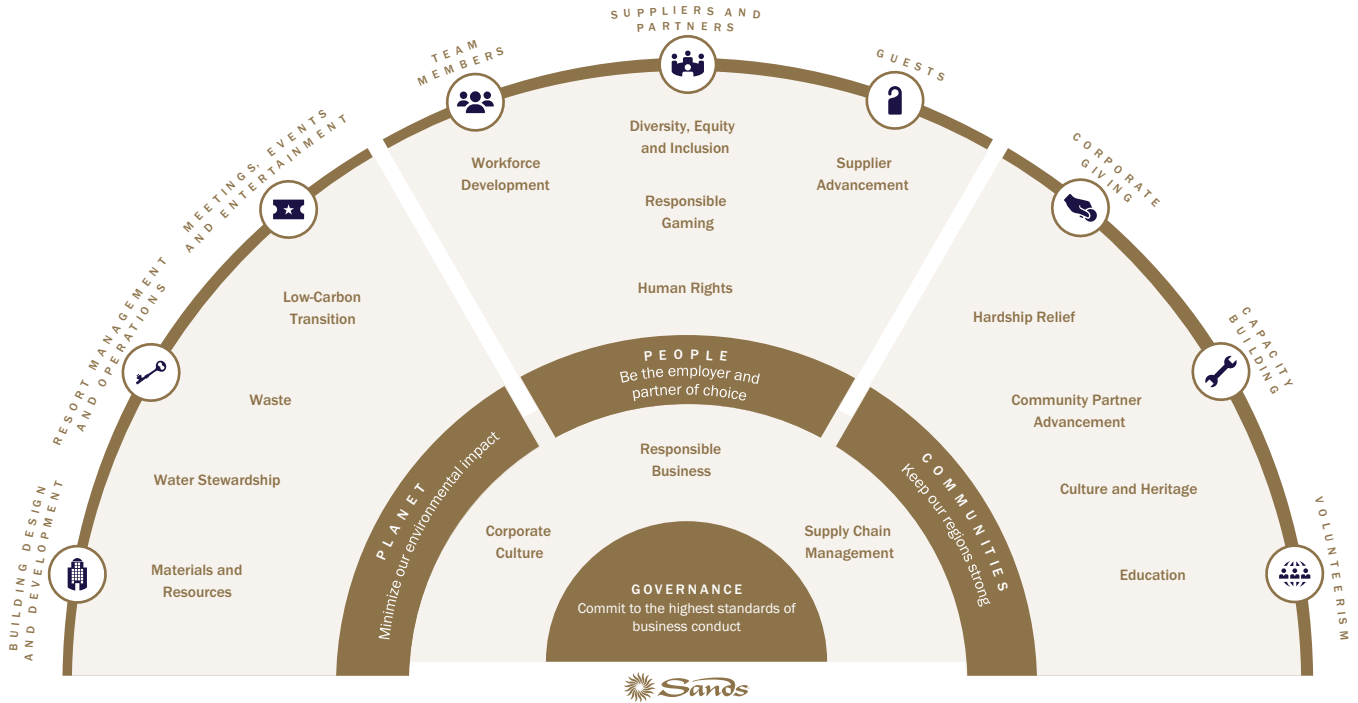 SUPPLIERS AND
PARTNERS
TEAM
MEMBERS
GUESTS
MEETINGS, EVENTS
AND ENTERTAINMENT
CORPORATE
GIVING
RESORT MANAGEMENT
AND OPERATIONS
CAPACITY
BUILDING
BUILDING DESIGN
AND DEVELOPMENT
VOLUNTEERISM
Low-Carbon
Transition
Waste
Water Stewardship
Materials and
Resources
PLANET
Minimize our environmental impact
Workforce
Development
Diversity, Equity
and Inclusion
Supplier
Advancement
Responsible
Gaming
Human Rights
PEOPLE
Be the employer and
partner of choice
Hardship Relief
Community Partner
Advancement
Culture and Heritage
Education
COMMUNITIES
Keep our regions strong
Responsible
Business
Corporate
Culture
Supply Chain
Management
GOVERNANCE
Commit to the highest standards of
business conduct
Sands